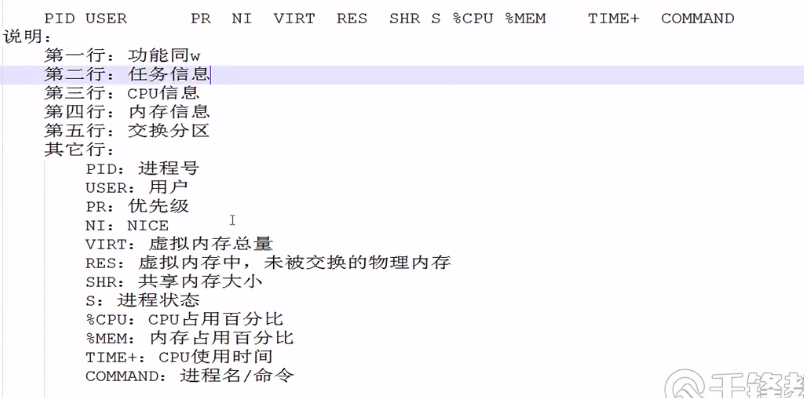 PID USER PR NI VIRT RES SHR S %CPU %MEM TIME+ COMMAND
说明：
第一行：功能同w
第二行：任务信息
第三行：CPU信息
第四行：内存信息
第五行：交换分区
其它行：
PID：进程号
USER：用户
PR：优先级
NI：NICE
VIRT：虚拟内存总量
RES：虚拟内存中，未被交换的物理内存
SHR：共享内存大小
S：进程状态
%CPU：CPU占用百分比
%MEM：内存占用百分比
TIME+：CPU使用时间
COMMAND：进程名/命令
千锋教